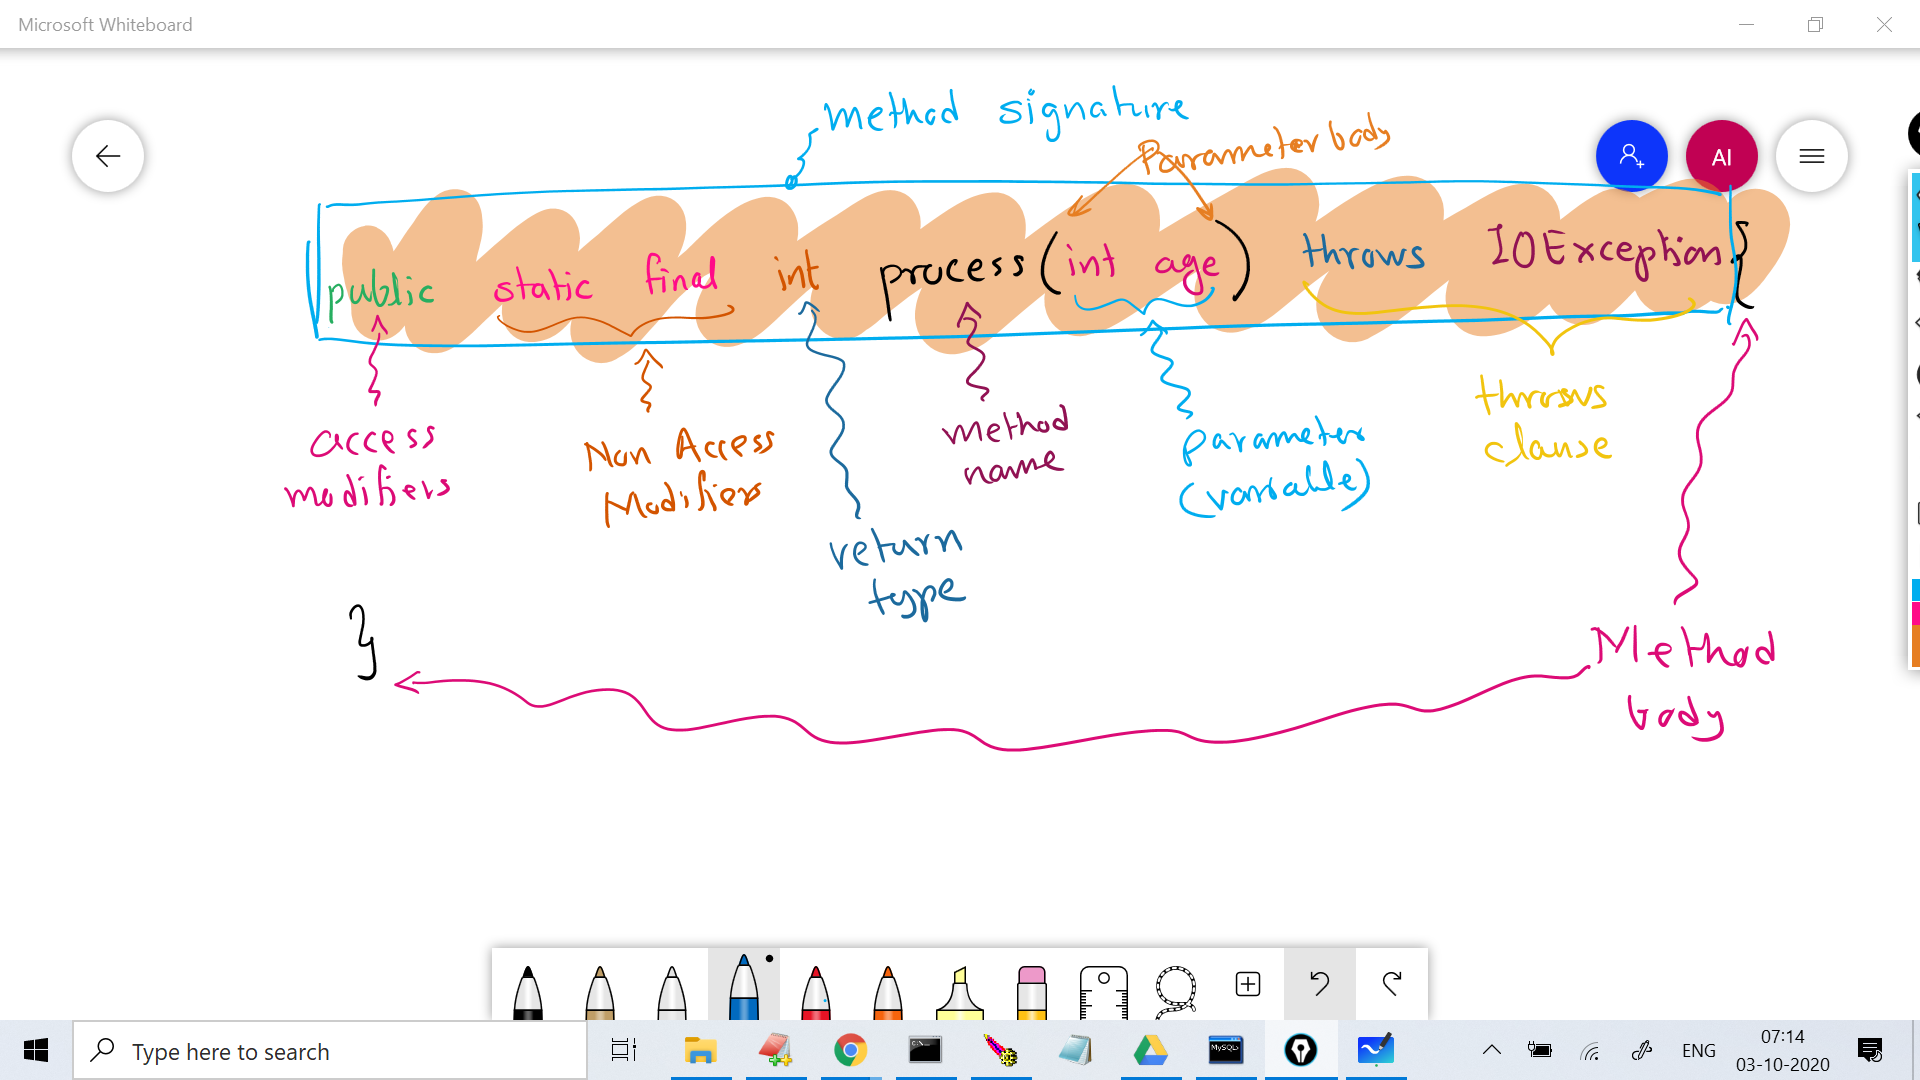 Microsoft Whiteboard
method signature
Parameter body
AI
public static final int process(int age) throws IOException{
access
modifiers
Non Access
Modifiers
return
type
method
name
parameter
(variable)
throws
clause
}
Method
body
Type here to search
C:\_
MySQL
ENG
07:14
03-10-2020